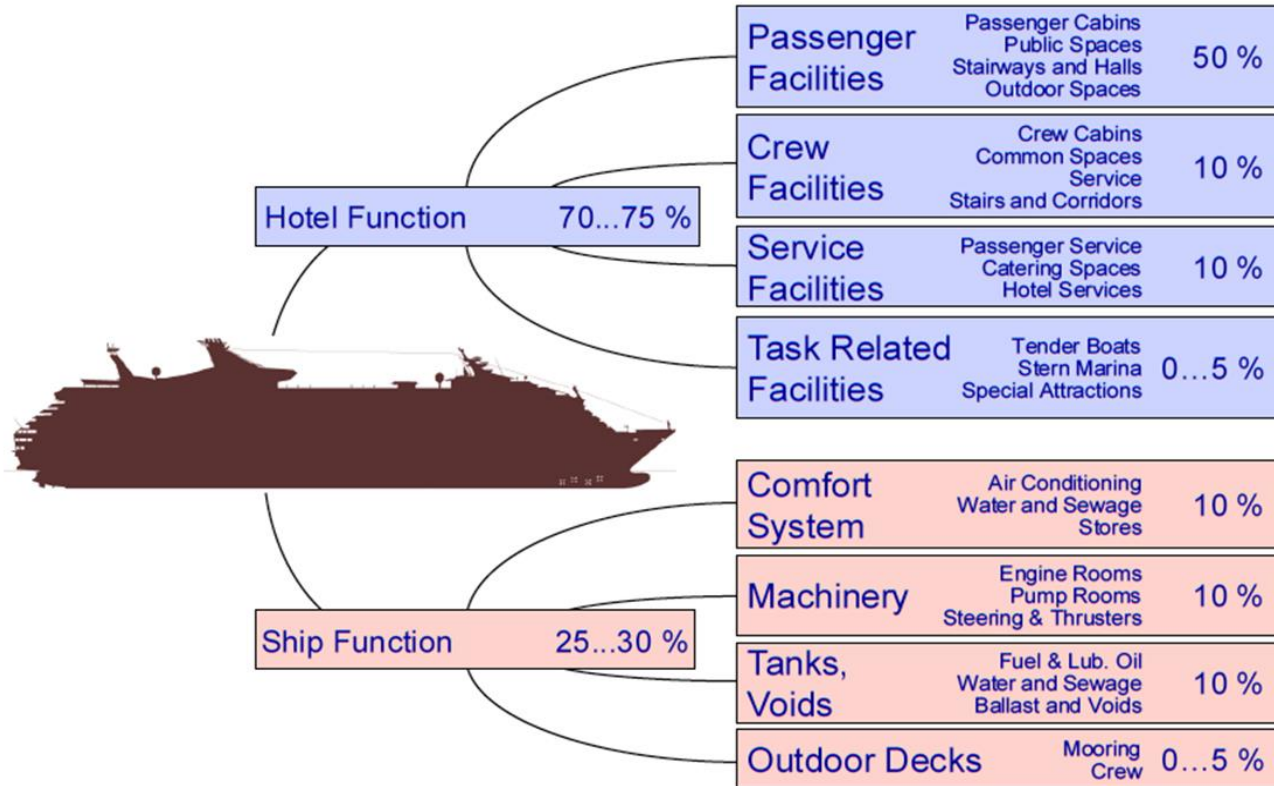 Passenger
Facilities
Passenger Cabins
Public Spaces
Stairways and Halls
Outdoor Spaces
50 %
Crew
Facilities
Crew Cabins
Common Spaces
Service
Stairs and Corridors
10 %
Hotel Function 70...75 %
Service
Facilities
Passenger Service
Catering Spaces
Hotel Services
10 %
Task Related
Facilities
Tender Boats
Stern Marina
Special Attractions
0...5 %
Comfort
System
Air Conditioning
Water and Sewage
Stores
10 %
Machinery
Engine Rooms
Pump Rooms
Steering & Thrusters
10 %
Ship Function 25...30 %
Tanks,
Voids
Fuel & Lub. Oil
Water and Sewage
Ballast and Voids
10 %
Outdoor Decks
Mooring
Crew
0...5 %